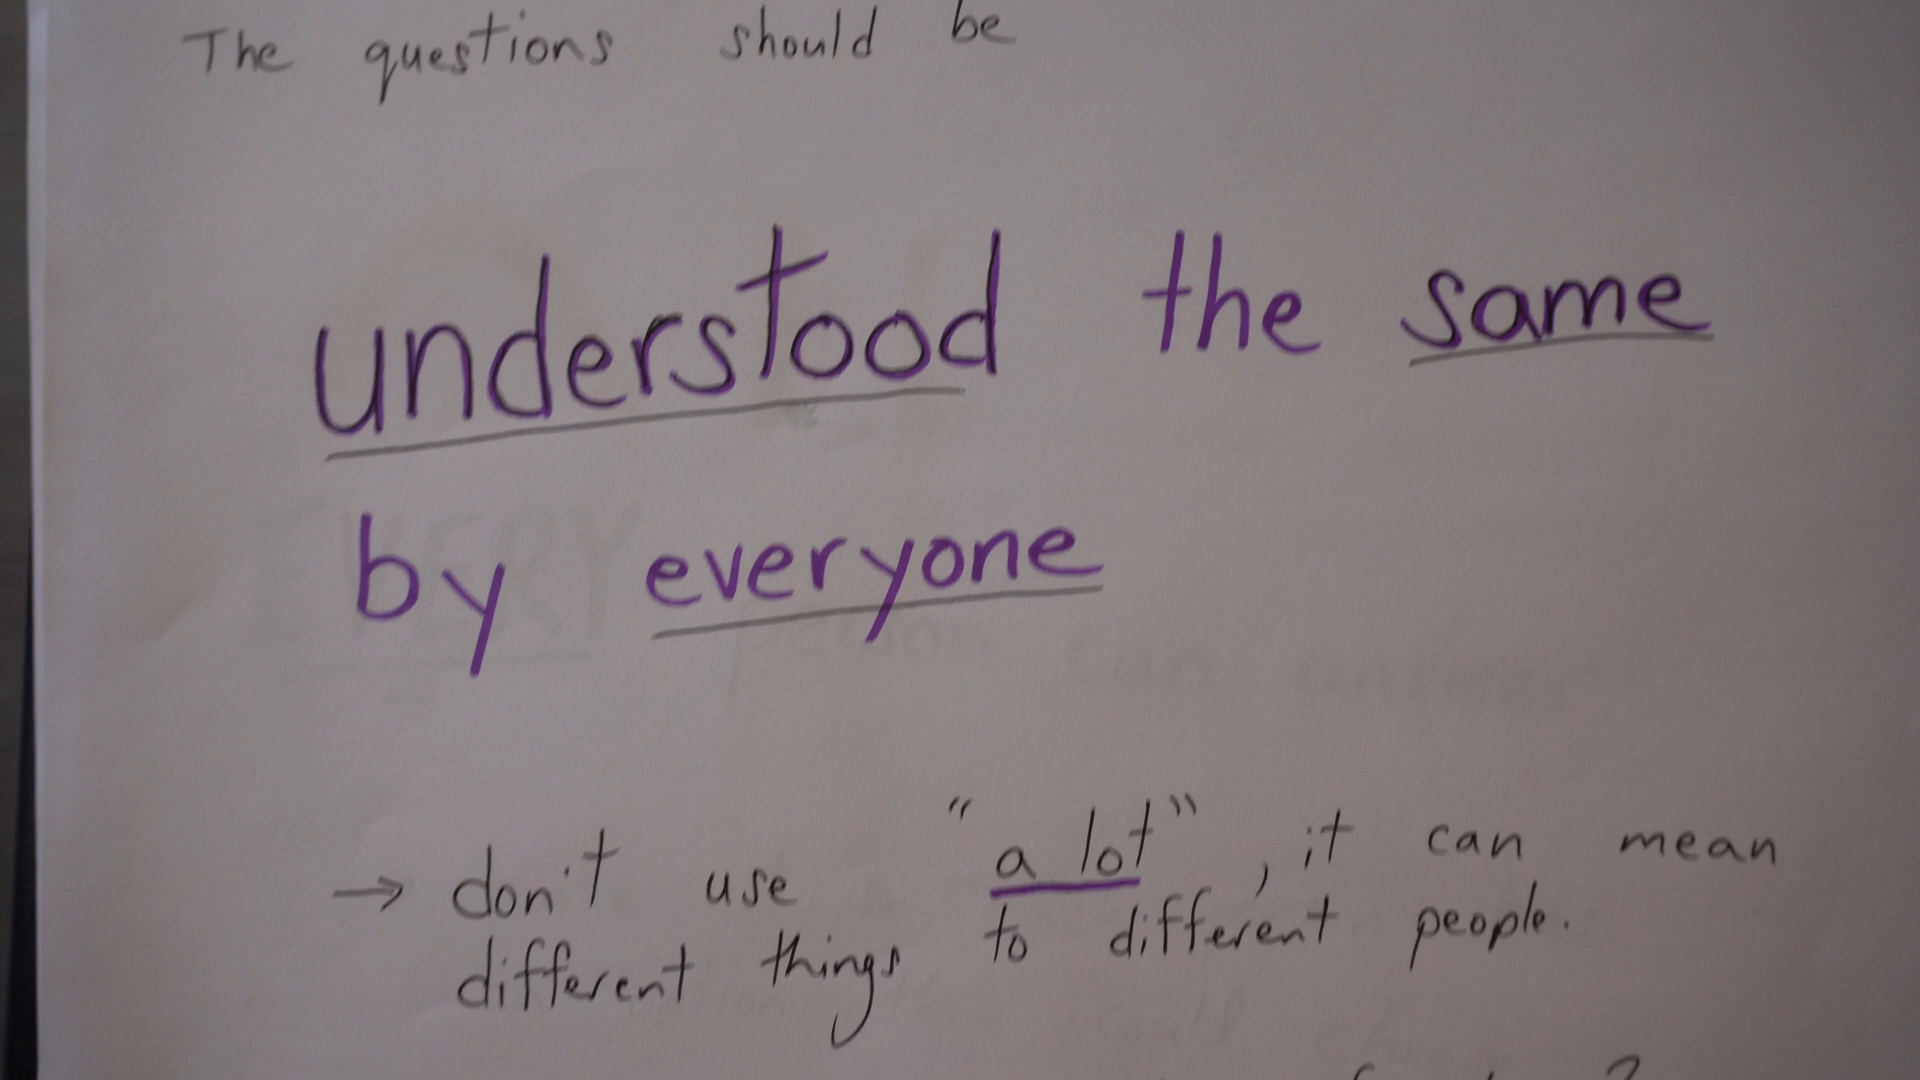 The questions should be
understood the same
by everyone
→ don't use "a lot", it can mean
different things to different people.